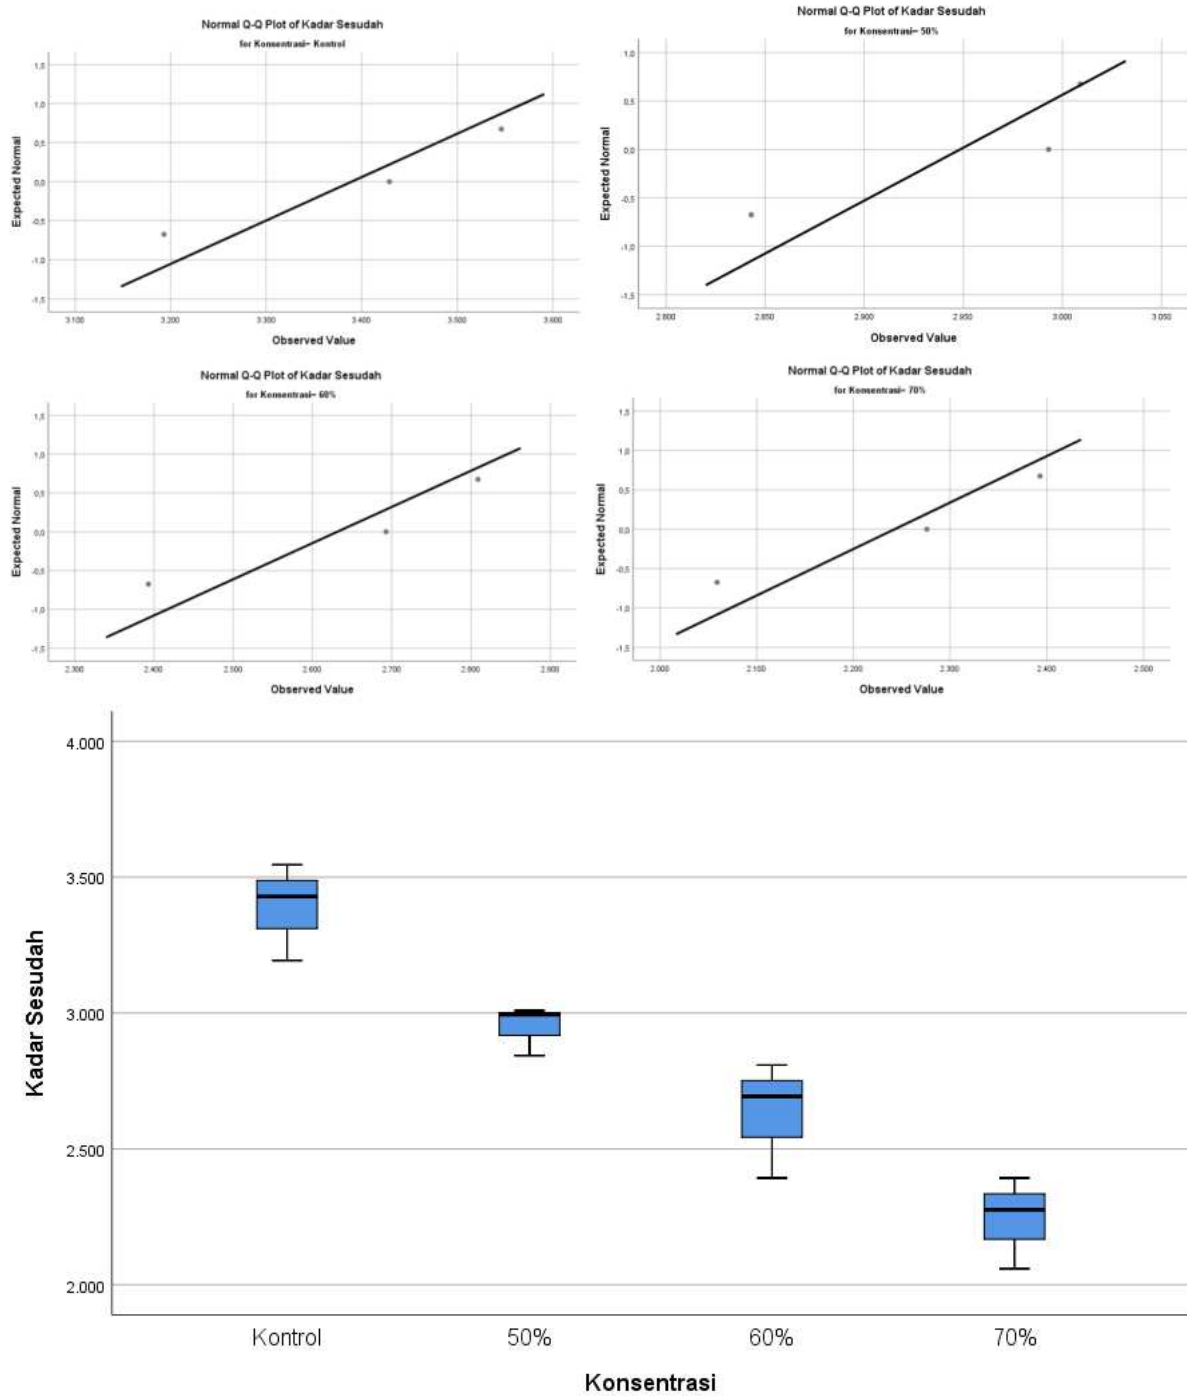 Normal Q-Q Plot of Kadar Sesudah
for Konsentrasi= Kontrol
1,5
1,0
0,5
0,0
-0,5
-1,0
-1,5
Expected Normal
3.100 3.200 3.300 3.400 3.500 3.600
Observed Value
Normal Q-Q Plot of Kadar Sesudah
for Konsentrasi= 50%
1,0
0,5
0,0
-0,5
-1,0
-1,5
Expected Normal
2.800 2.850 2.900 2.950 3.000 3.050
Observed Value
Normal Q-Q Plot of Kadar Sesudah
for Konsentrasi= 60%
1,5
1,0
0,5
0,0
-0,5
-1,0
-1,5
Expected Normal
2.300 2.400 2.500 2.600 2.700 2.800 2.900
Observed Value
Normal Q-Q Plot of Kadar Sesudah
for Konsentrasi= 70%
1,5
1,0
0,5
0,0
-0,5
-1,0
-1,5
Expected Normal
2.000 2.100 2.200 2.300 2.400 2.500
Observed Value
4.000
3.500
3.000
2.500
2.000
Kadar Sesudah
Kontrol 50% 60% 70%
Konsentrasi